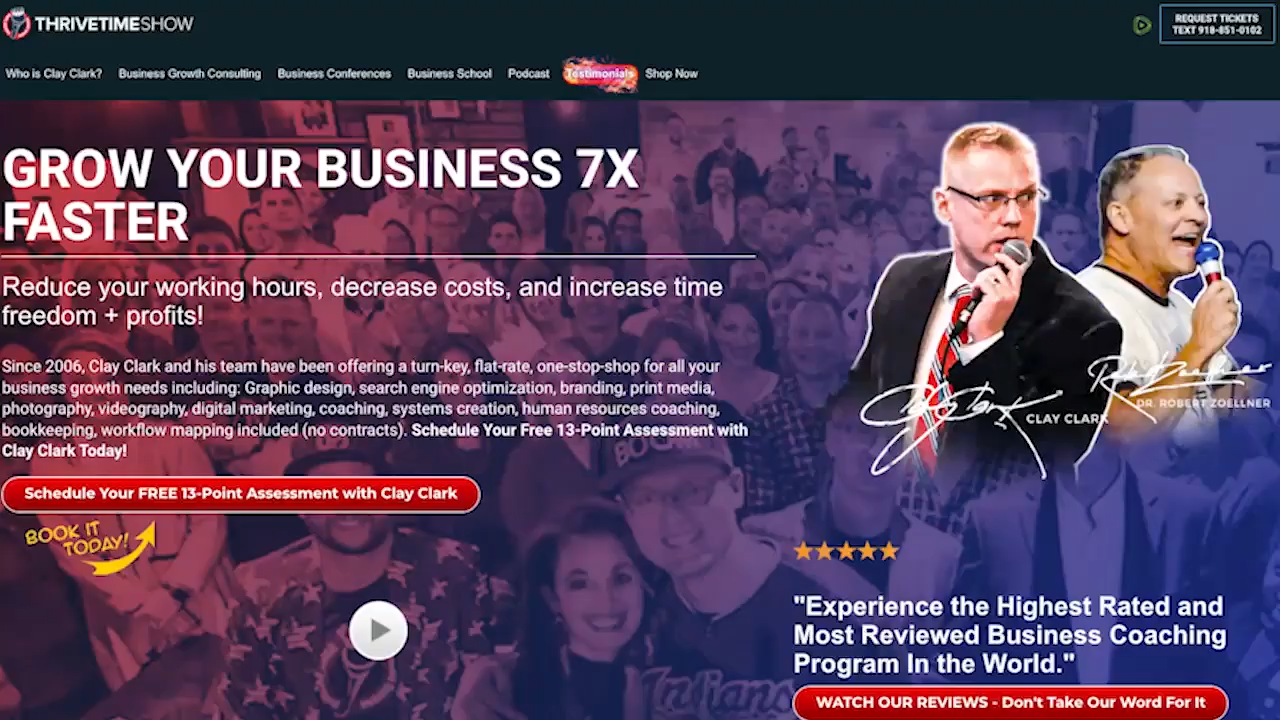 THRIVETIMESHOW
REQUEST TICKETS
TEXT 918-851-0102
Who is Clay Clark? Business Growth Consulting Business Conferences Business School Podcast Testimonials Shop Now
GROW YOUR BUSINESS 7X
FASTER
Reduce your working hours, decrease costs, and increase time
freedom + profits!
Since 2006, Clay Clark and his team have been offering a turn-key, flat-rate, one-stop-shop for all your
business growth needs including: Graphic design, search engine optimization, branding, print media,
photography, videography, digital marketing, coaching, systems creation, human resources coaching,
bookkeeping, workflow mapping included (no contracts). Schedule Your Free 13-Point Assessment with
Clay Clark Today!
Schedule Your FREE 13-Point Assessment with Clay Clark
BOOK IT
TODAY!
Clay Clark
CLAY CLARK
DR. ROBERT ZOELLNER
"Experience the Highest Rated and
Most Reviewed Business Coaching
Program In the World."
WATCH OUR REVIEWS - Don't Take Our Word For It
Indians